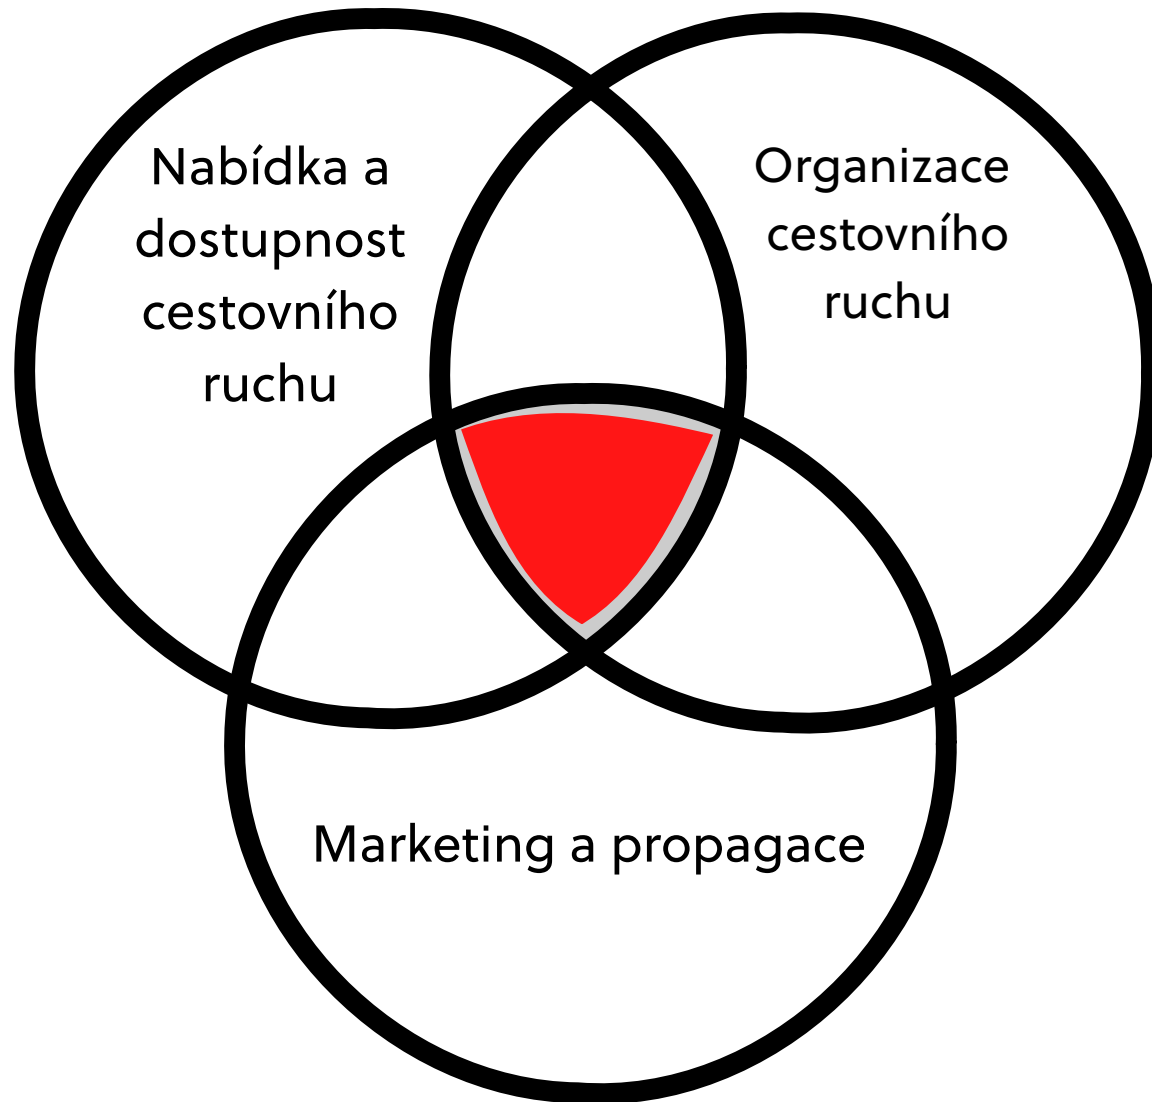 Nabídka a
dostupnost
cestovního
ruchu
Organizace
cestovního
ruchu
Marketing a propagace